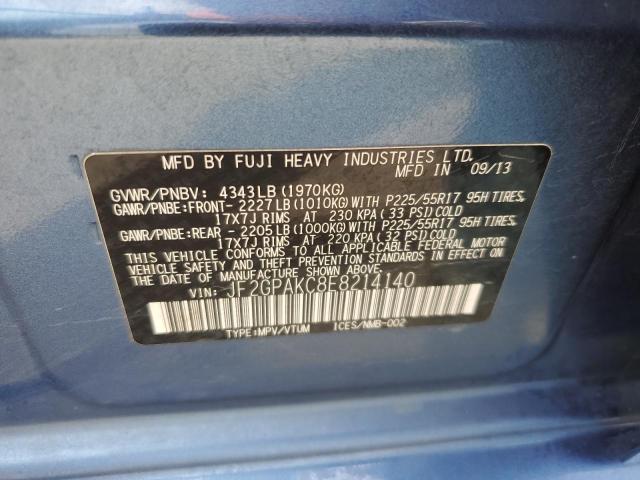 MFD BY FUJI HEAVY INDUSTRIES LTD.
MFD IN 09/13
GVWR/PNBV: 4343LB(1970KG)
GAWR/PNBE:FRONT- 2227LB(1010KG)WITH P225/55R17 95H TIRES,
17X7J RIMS AT 230 KPA(33 PSI)COLD
GAWR/PNBE:REAR - 2205LB(1000KG)WITH P225/55R17 95H TIRES,
17X7J RIMS AT 220 KPA(32 PSI)COLD
THIS VEHICLE CONFORMS TO ALL APPLICABLE FEDERAL MOTOR
VEHICLE SAFETY AND THEFT PREVENTION STANDARDS IN EFFECT ON
THE DATE OF MANUFACTURE SHOWN ABOVE.
VIN: JF2GPAKC8E8214140
TYPE:MPV/VTUM ICES/NMB-002